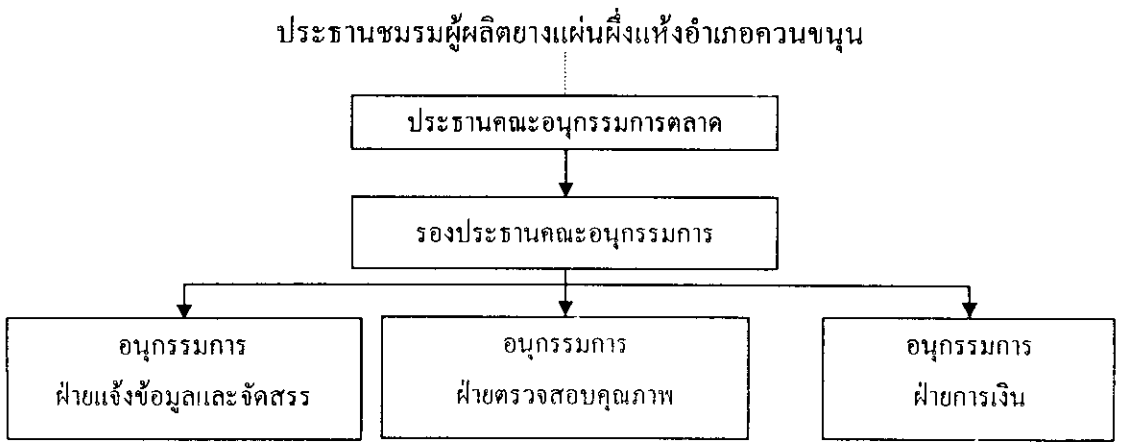 ประธานชมรมผู้ผลิตยางแผ่นผึ่งแห้งอำเภอควนขนุน
ประธานคณะอนุกรรมการตลาด
รองประธานคณะอนุกรรมการ
อนุกรรมการ
ฝ่ายแจ้งข้อมูลและจัดสรร
อนุกรรมการ
ฝ่ายตรวจสอบคุณภาพ
อนุกรรมการ
ฝ่ายการเงิน